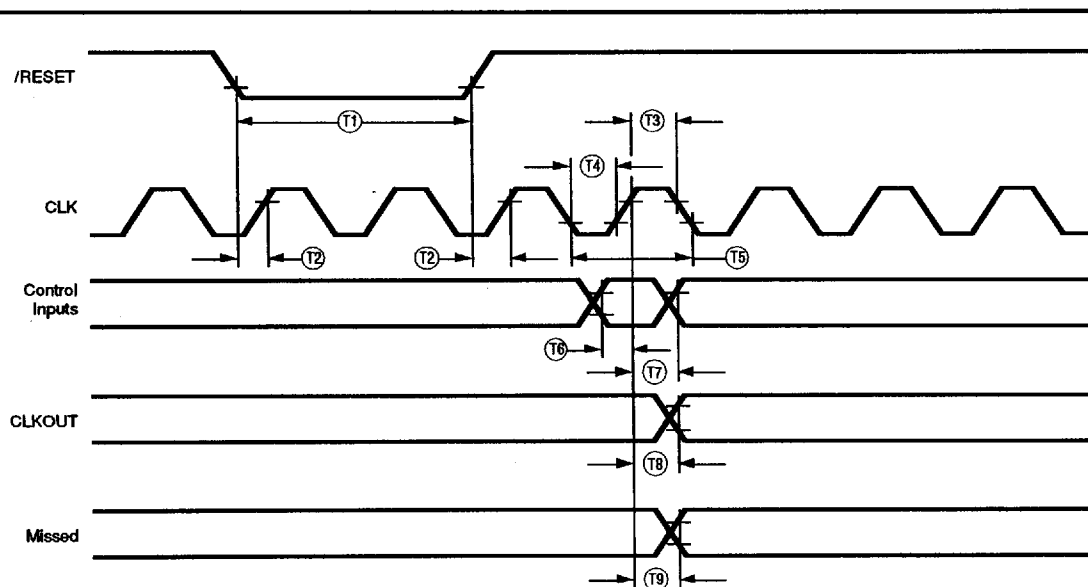 /RESET
T1
T3
T4
CLK
T2
T2
T5
Control
Inputs
T6
T7
CLKOUT
T8
Missed
T9